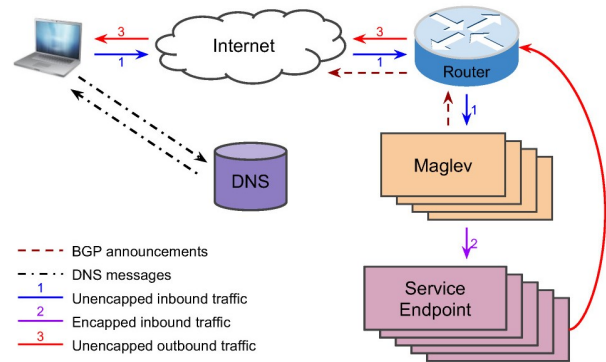 3
3
Internet
1
1
Router
1
Maglev
DNS
2
BGP announcements
DNS messages
1
Unencapped inbound traffic
2
Encapped inbound traffic
3
Unencapped outbound traffic
Service
Endpoint